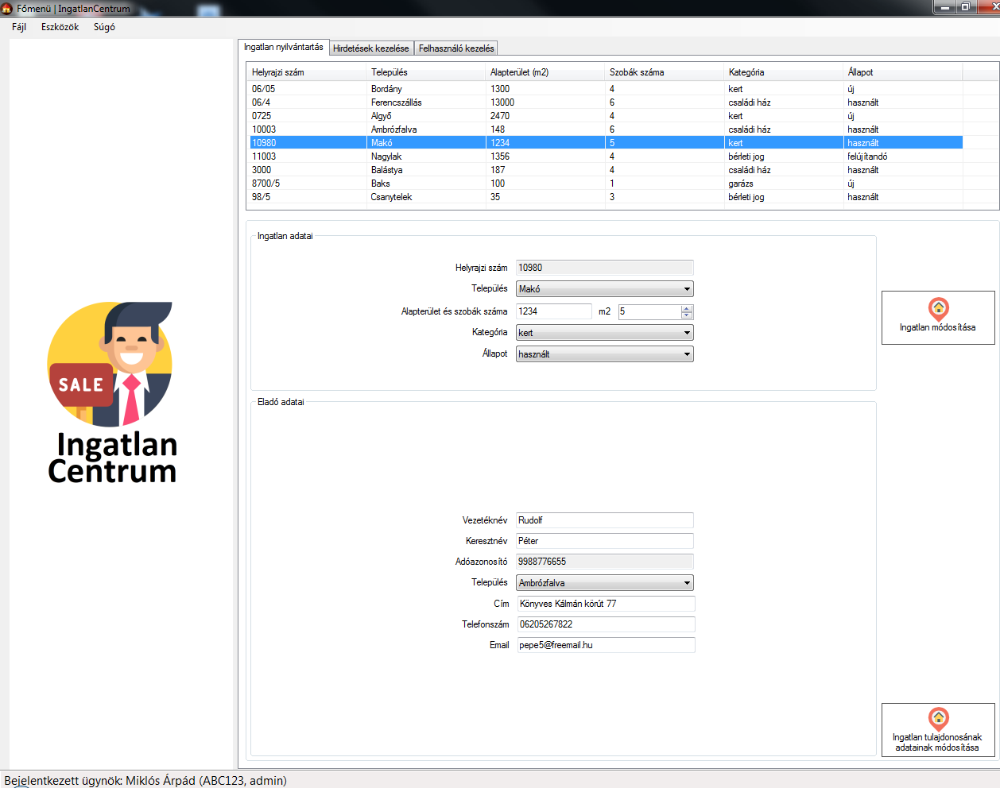 Főmenü | IngatlanCentrum
Fájl Eszközök Súgó
Ingatlan nyilvántartás Hirdetések kezelése Felhasználó kezelés
Helyrajzi szám Település Alapterület (m2) Szobák száma Kategória Állapot
06/05 Bordány 1300 4 kert új
06/4 Ferencszállás 13000 6 családi ház használt
0725 Algyő 2470 4 kert új
10003 Ambrózfalva 148 6 családi ház használt
10980 Makó 1234 5 kert használt
11003 Nagylak 1356 4 bérleti jog felújítandó
3000 Balástya 187 4 családi ház használt
8700/5 Baks 100 1 garázs új
98/5 Csanytelek 35 3 bérleti jog használt
Ingatlan adatai
Helyrajzi szám 10980
Település Makó
Alapterület és szobák száma 1234 m2 5
Kategória kert
Állapot használt
Ingatlan módosítása
SALE
Ingatlan
Centrum
Eladó adatai
Vezetéknév Rudolf
Keresztnév Péter
Adóazonosító 9988776655
Település Ambrózfalva
Cím Könyves Kálmán körút 77
Telefonszám 06205267822
Email pepe5@freemail.hu
Ingatlan tulajdonosának
adatainak módosítása
Bejelentkezett ügynök: Miklós Árpád (ABC123, admin)